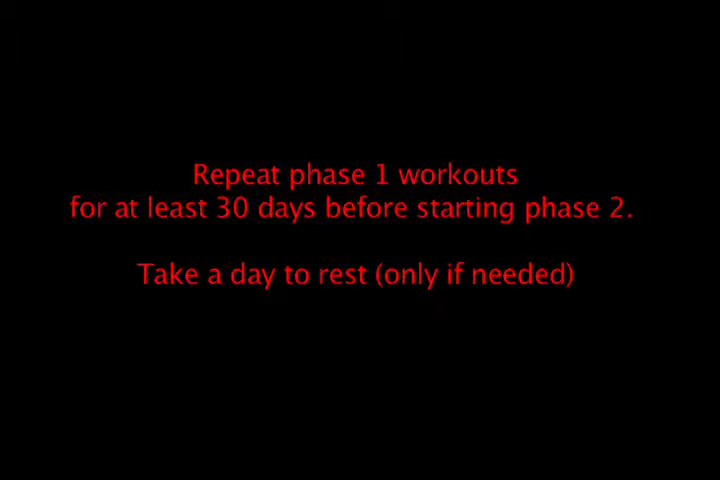 Repeat phase 1 workouts
for at least 30 days before starting phase 2.
Take a day to rest (only if needed)